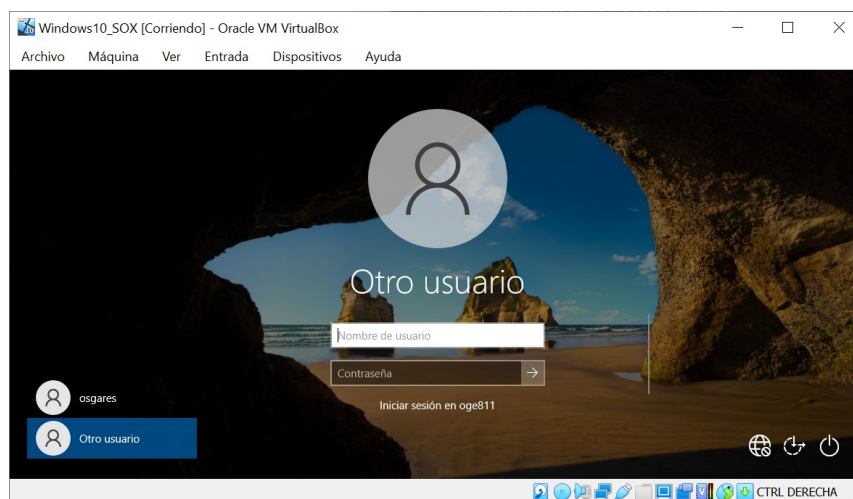 Windows10_SOX [Corriendo] - Oracle VM VirtualBox
Archivo Máquina Ver Entrada Dispositivos Ayuda
Otro usuario
Nombre de usuario
Contraseña
Iniciar sesión en oge811
osgares
Otro usuario
CTRL DERECHA